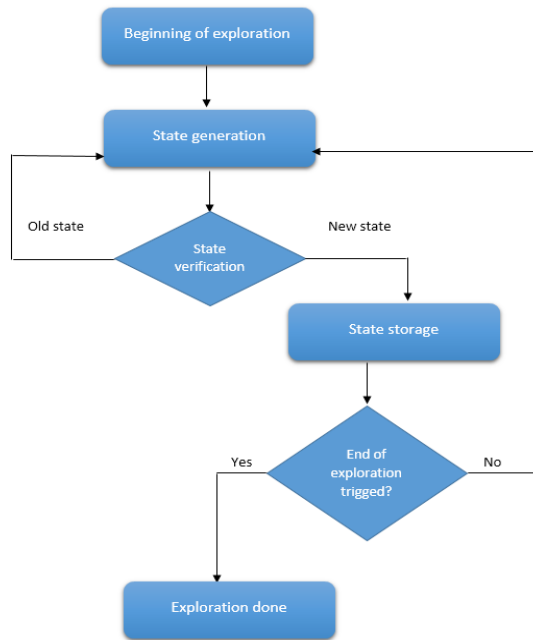 Beginning of exploration
State generation
Old state
New state
State
verification
State storage
End of
exploration
trigged?
Yes
No
Exploration done